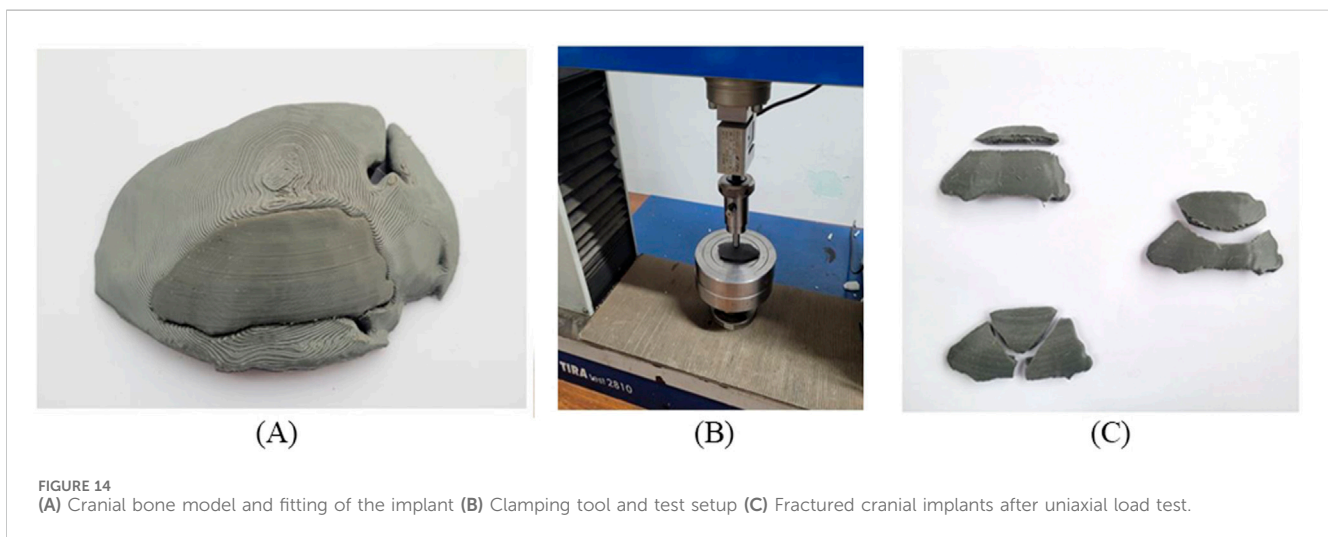 TIRA test 2810
(A)
(B)
(C)
FIGURE 14
(A) Cranial bone model and fitting of the implant (B) Clamping tool and test setup (C) Fractured cranial implants after uniaxial load test.